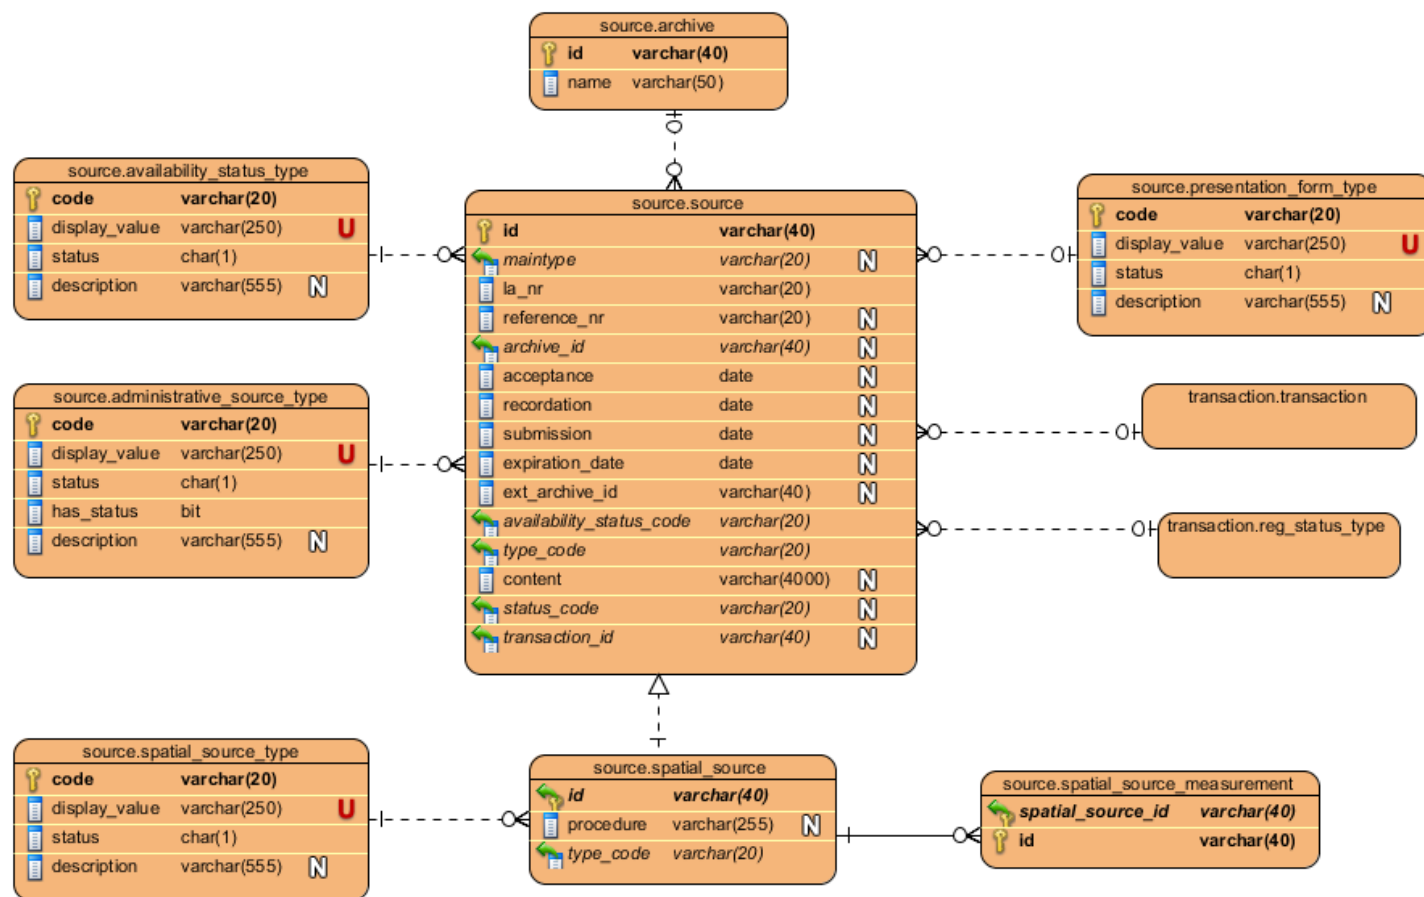 source.archive
id varchar(40)
name varchar(50)
source.availability_status_type
code varchar(20)
display_value varchar(250) U
status char(1)
description varchar(555) N
source.source
id varchar(40)
maintype varchar(20) N
la_nr varchar(20)
reference_nr varchar(20) N
archive_id varchar(40) N
acceptance date N
recordation date N
submission date N
expiration_date date N
ext_archive_id varchar(40) N
availability_status_code varchar(20)
type_code varchar(20)
content varchar(4000) N
status_code varchar(20) N
transaction_id varchar(40) N
source.presentation_form_type
code varchar(20)
display_value varchar(250) U
status char(1)
description varchar(555) N
source.administrative_source_type
code varchar(20)
display_value varchar(250) U
status char(1)
has_status bit
description varchar(555) N
transaction.transaction
transaction.reg_status_type
source.spatial_source_type
code varchar(20)
display_value varchar(250) U
status char(1)
description varchar(555) N
source.spatial_source
id varchar(40)
procedure varchar(255) N
type_code varchar(20)
source.spatial_source_measurement
spatial_source_id varchar(40)
id varchar(40)